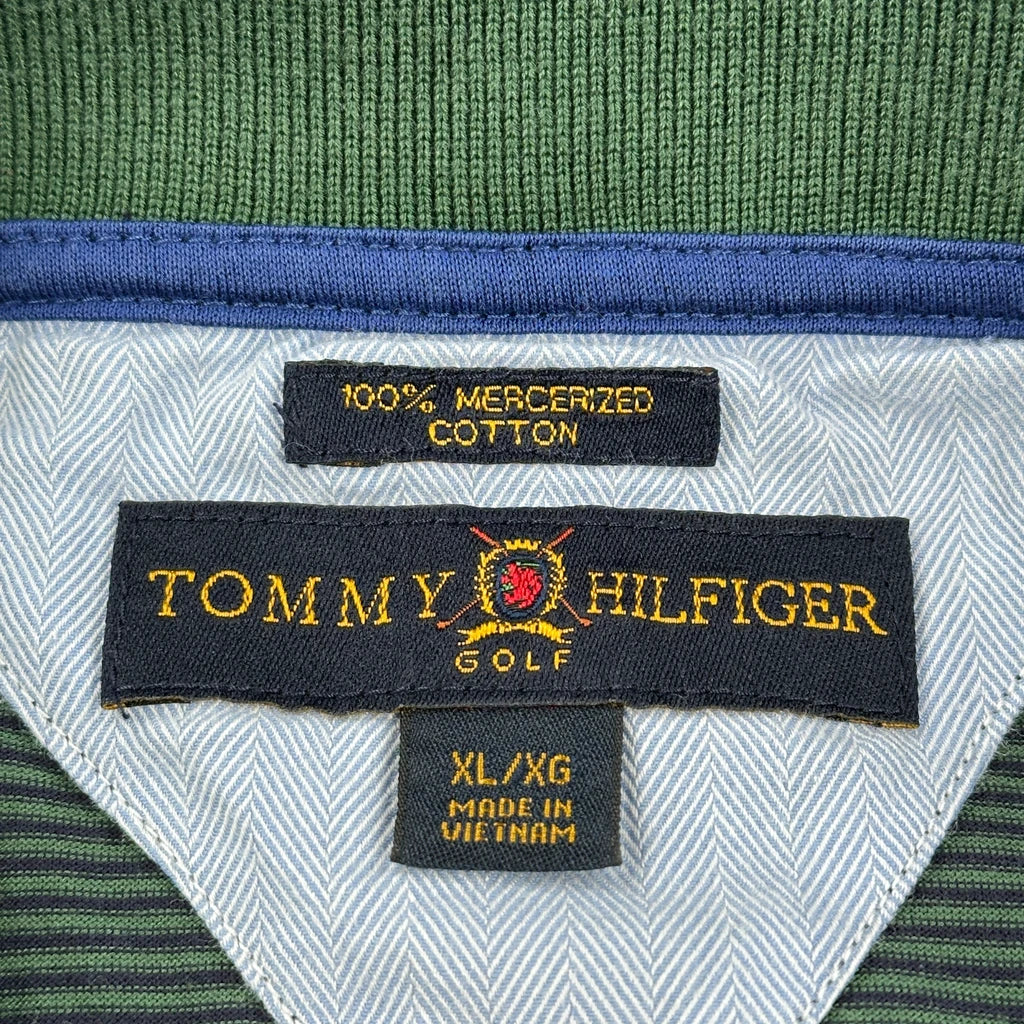 100% MERCERIZED
COTTON
TOMMY HILFIGER
GOLF
XL/XG
MADE IN
VIETNAM